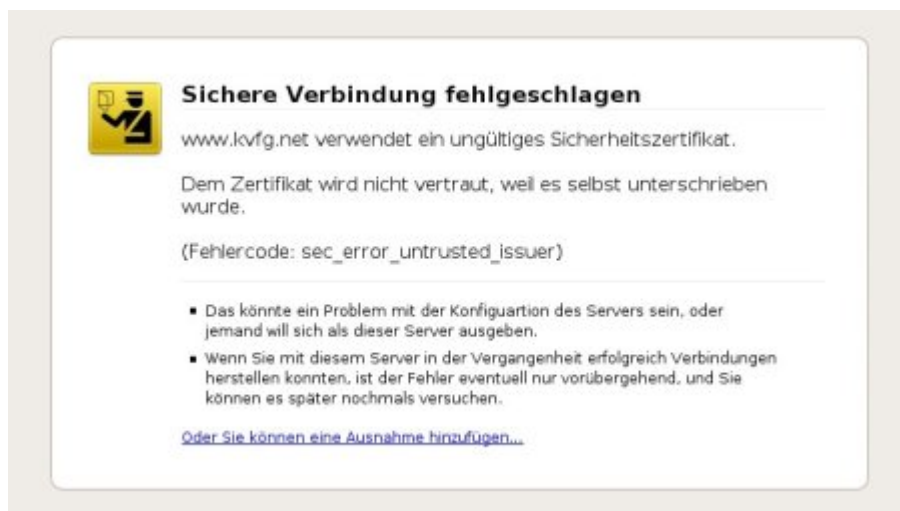 Sichere Verbindung fehlgeschlagen
www.kvfg.net verwendet ein ungültiges Sicherheitszertifikat.
Dem Zertifikat wird nicht vertraut, weil es selbst unterschrieben
wurde.
(Fehlercode: sec_error_untrusted_issuer)
▪ Das könnte ein Problem mit der Konfiguartion des Servers sein, oder
jemand will sich als dieser Server ausgeben.
▪ Wenn Sie mit diesem Server in der Vergangenheit erfolgreich Verbindungen
herstellen konnten, ist der Fehler eventuell nur vorübergehend, und Sie
können es später nochmals versuchen.
Oder Sie können eine Ausnahme hinzufügen...